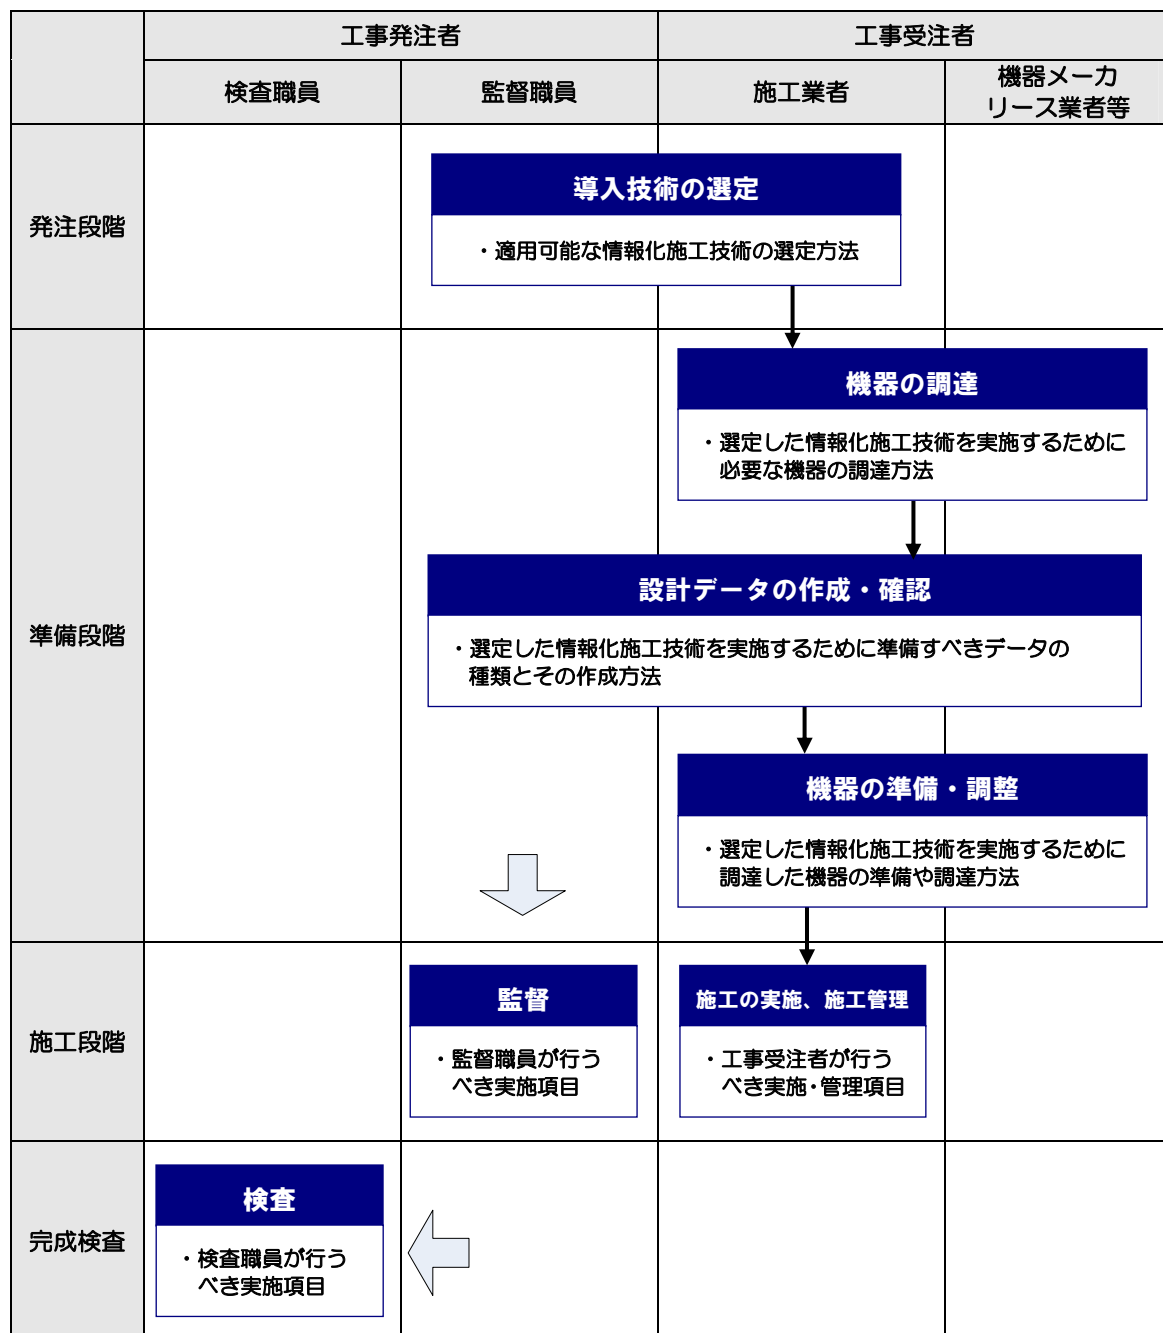 工事発注者
工事受注者
検査職員
監督職員
施工業者
機器メーカ
リース業者等
発注段階
導入技術の選定
・適用可能な情報化施工技術の選定方法
準備段階
機器の調達
・選定した情報化施工技術を実施するために
必要な機器の調達方法
設計データの作成・確認
・選定した情報化施工技術を実施するために準備すべきデータの
種類とその作成方法
機器の準備・調整
・選定した情報化施工技術を実施するために
調達した機器の準備や調達方法
施工段階
監督
・監督職員が行う
べき実施項目
施工の実施、施工管理
・工事受注者が行う
べき実施・管理項目
完成検査
検査
・検査職員が行う
べき実施項目